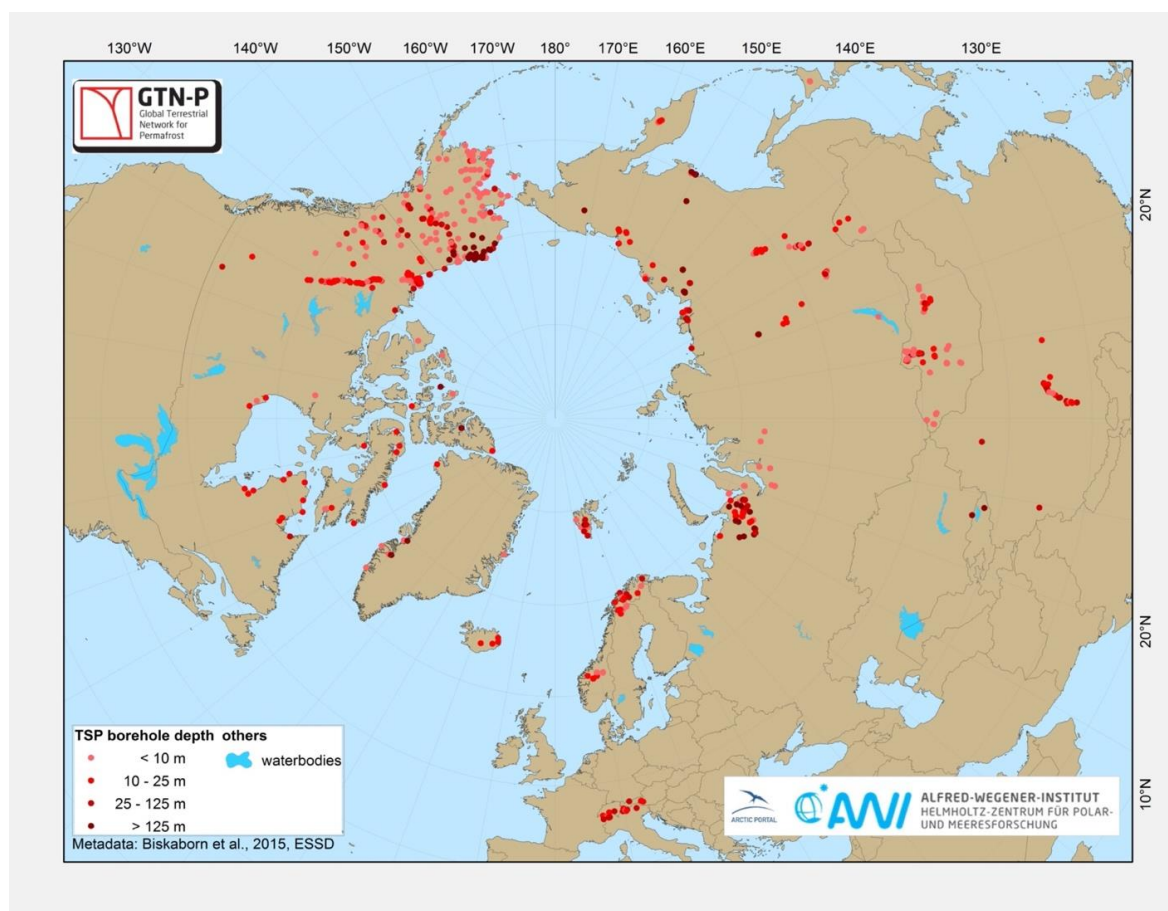 130°W 140°W 150°W 160°W 170°W 180° 170°E 160°E 150°E 140°E 130°E
GTN-P
Global Terrestrial
Network for
Permafrost
20°N
20°N
10°N
TSP borehole depth others
< 10 m waterbodies
10 - 25 m
25 - 125 m
> 125 m
Metadata: Biskaborn et al., 2015, ESSD
ARCTIC PORTAL
AWI
ALFRED-WEGENER-INSTITUT
HELMHOLTZ-ZENTRUM FÜR POLAR-
UND MEERESFORSCHUNG